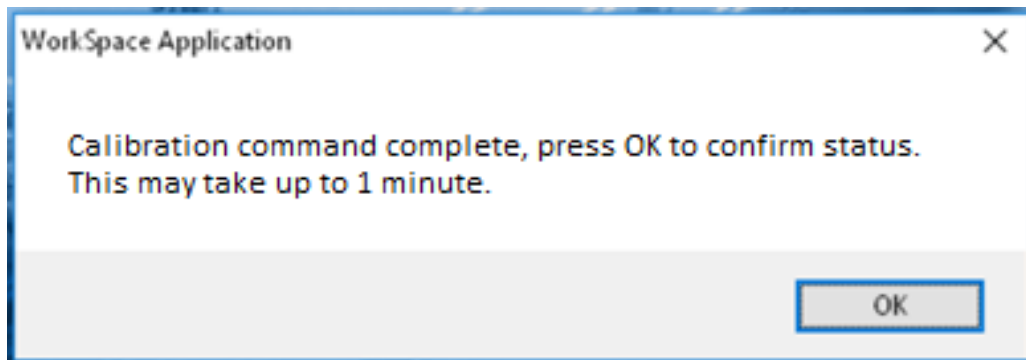 WorkSpace Application
Calibration command complete, press OK to confirm status.
This may take up to 1 minute.
OK